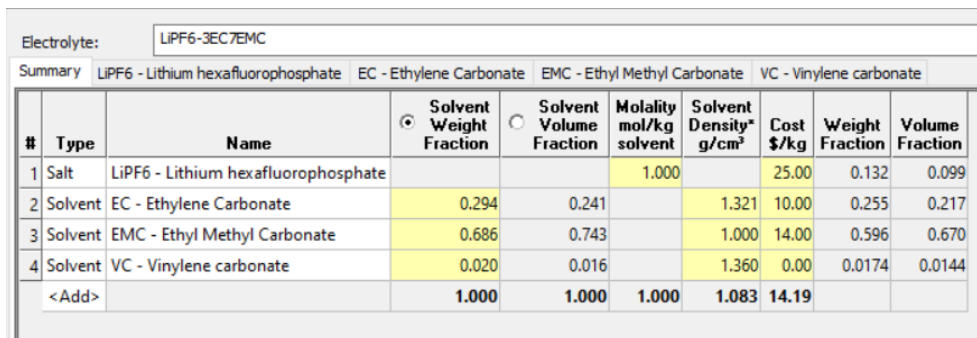 Electrolyte: LiPF6-3EC7EMC
Summary LiPF6 - Lithium hexafluorophosphate EC - Ethylene Carbonate EMC - Ethyl Methyl Carbonate VC - Vinylene carbonate
# Type Name Solvent Weight Fraction Solvent Volume Fraction Molality mol/kg solvent Solvent Density* g/cm³ Cost $/kg Weight Fraction Volume Fraction
1 Salt LiPF6 - Lithium hexafluorophosphate 1.000 25.00 0.132 0.099
2 Solvent EC - Ethylene Carbonate 0.294 0.241 1.321 10.00 0.255 0.217
3 Solvent EMC - Ethyl Methyl Carbonate 0.686 0.743 1.000 14.00 0.596 0.670
4 Solvent VC - Vinylene carbonate 0.020 0.016 1.360 0.00 0.0174 0.0144
<Add> 1.000 1.000 1.000 1.083 14.19